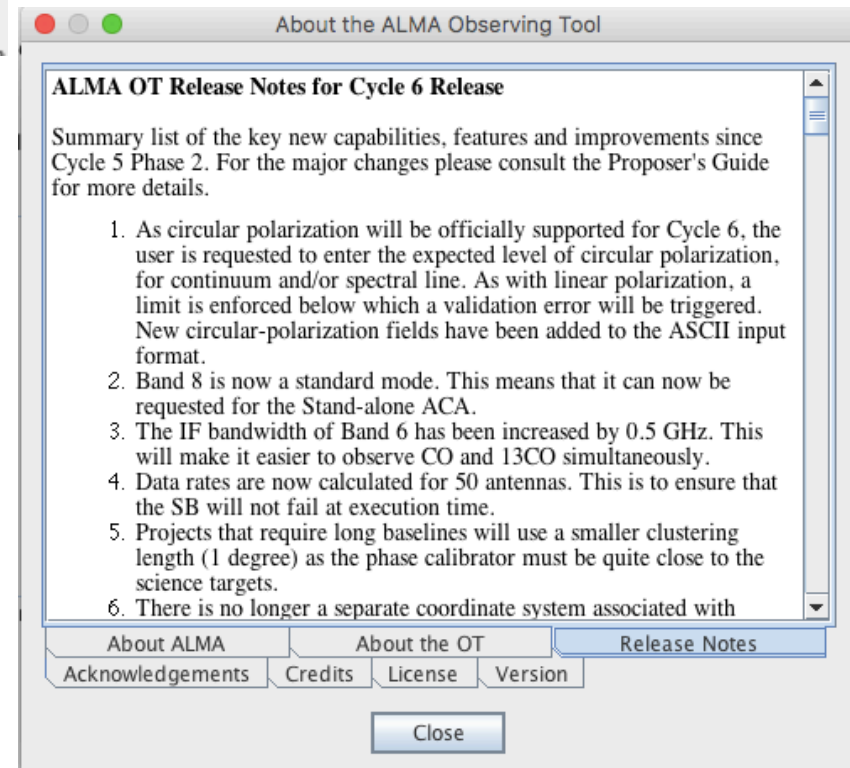 About the ALMA Observing Tool
ALMA OT Release Notes for Cycle 6 Release
Summary list of the key new capabilities, features and improvements since
Cycle 5 Phase 2. For the major changes please consult the Proposer's Guide
for more details.
1. As circular polarization will be officially supported for Cycle 6, the
user is requested to enter the expected level of circular polarization,
for continuum and/or spectral line. As with linear polarization, a
limit is enforced below which a validation error will be triggered.
New circular-polarization fields have been added to the ASCII input
format.
2. Band 8 is now a standard mode. This means that it can now be
requested for the Stand-alone ACA.
3. The IF bandwidth of Band 6 has been increased by 0.5 GHz. This
will make it easier to observe CO and 13CO simultaneously.
4. Data rates are now calculated for 50 antennas. This is to ensure that
the SB will not fail at execution time.
5. Projects that require long baselines will use a smaller clustering
length (1 degree) as the phase calibrator must be quite close to the
science targets.
6. There is no longer a separate coordinate system associated with
About ALMA About the OT Release Notes
Acknowledgements Credits License Version
Close